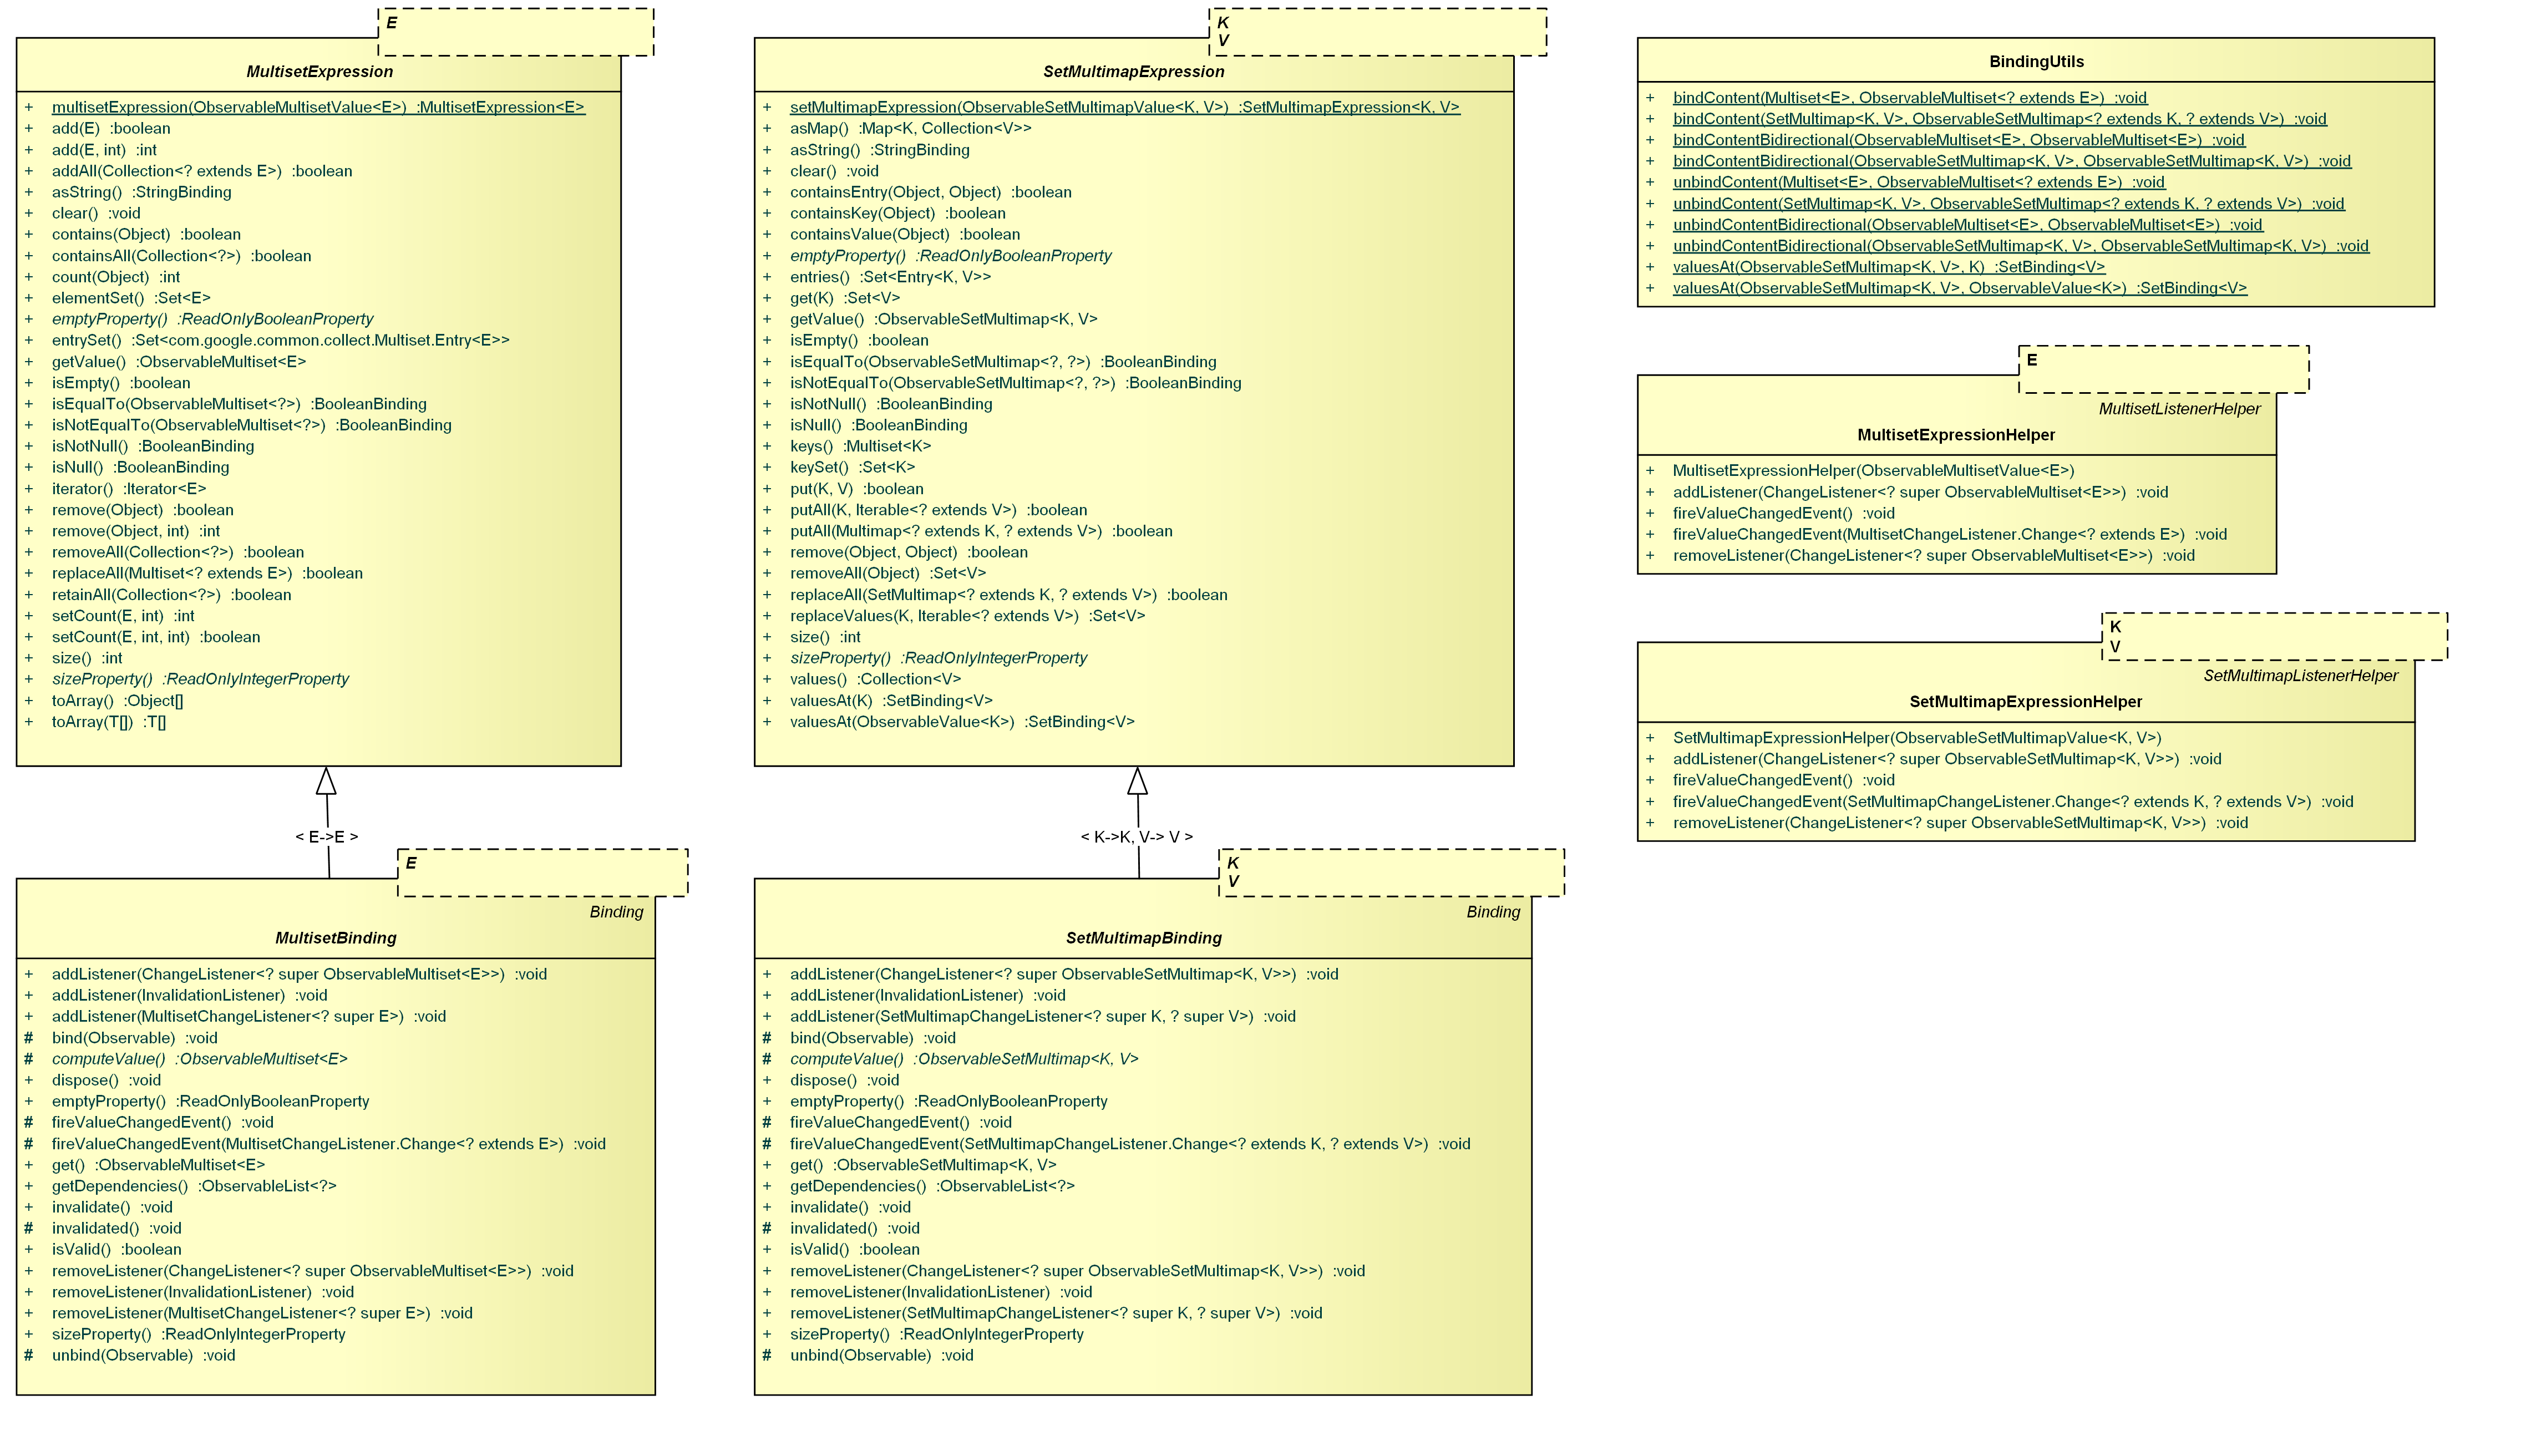 E
MultisetExpression
+ multisetExpression(ObservableMultisetValue<E>) :MultisetExpression<E>
+ add(E) :boolean
+ add(E, int) :int
+ addAll(Collection<? extends E>) :boolean
+ asString() :StringBinding
+ clear() :void
+ contains(Object) :boolean
+ containsAll(Collection<?>) :boolean
+ count(Object) :int
+ elementSet() :Set<E>
+ emptyProperty() :ReadOnlyBooleanProperty
+ entrySet() :Set<com.google.common.collect.Multiset.Entry<E>>
+ getValue() :ObservableMultiset<E>
+ isEmpty() :boolean
+ isEqualTo(ObservableMultiset<?>) :BooleanBinding
+ isNotEqualTo(ObservableMultiset<?>) :BooleanBinding
+ isNotNull() :BooleanBinding
+ isNull() :BooleanBinding
+ iterator() :Iterator<E>
+ remove(Object) :boolean
+ remove(Object, int) :int
+ removeAll(Collection<?>) :boolean
+ replaceAll(Multiset<? extends E>) :boolean
+ retainAll(Collection<?>) :boolean
+ setCount(E, int) :int
+ setCount(E, int, int) :boolean
+ size() :int
+ sizeProperty() :ReadOnlyIntegerProperty
+ toArray() :Object[]
+ toArray(T[]) :T[]
< E->E >
E
Binding
MultisetBinding
+ addListener(ChangeListener<? super ObservableMultiset<E>>) :void
+ addListener(InvalidationListener) :void
+ addListener(MultisetChangeListener<? super E>) :void
# bind(Observable) :void
# computeValue() :ObservableMultiset<E>
+ dispose() :void
+ emptyProperty() :ReadOnlyBooleanProperty
# fireValueChangedEvent() :void
# fireValueChangedEvent(MultisetChangeListener.Change<? extends E>) :void
+ get() :ObservableMultiset<E>
+ getDependencies() :ObservableList<?>
+ invalidate() :void
# invalidated() :void
+ isValid() :boolean
+ removeListener(ChangeListener<? super ObservableMultiset<E>>) :void
+ removeListener(InvalidationListener) :void
+ removeListener(MultisetChangeListener<? super E>) :void
+ sizeProperty() :ReadOnlyIntegerProperty
# unbind(Observable) :void
K
V
SetMultimapExpression
+ setMultimapExpression(ObservableSetMultimapValue<K, V>) :SetMultimapExpression<K, V>
+ asMap() :Map<K, Collection<V>>
+ asString() :StringBinding
+ clear() :void
+ containsEntry(Object, Object) :boolean
+ containsKey(Object) :boolean
+ containsValue(Object) :boolean
+ emptyProperty() :ReadOnlyBooleanProperty
+ entries() :Set<Entry<K, V>>
+ get(K) :Set<V>
+ getValue() :ObservableSetMultimap<K, V>
+ isEmpty() :boolean
+ isEqualTo(ObservableSetMultimap<?, ?>) :BooleanBinding
+ isNotEqualTo(ObservableSetMultimap<?, ?>) :BooleanBinding
+ isNotNull() :BooleanBinding
+ isNull() :BooleanBinding
+ keys() :Multiset<K>
+ keySet() :Set<K>
+ put(K, V) :boolean
+ putAll(K, Iterable<? extends V>) :boolean
+ putAll(Multimap<? extends K, ? extends V>) :boolean
+ remove(Object, Object) :boolean
+ removeAll(Object) :Set<V>
+ replaceAll(SetMultimap<? extends K, ? extends V>) :boolean
+ replaceValues(K, Iterable<? extends V>) :Set<V>
+ size() :int
+ sizeProperty() :ReadOnlyIntegerProperty
+ values() :Collection<V>
+ valuesAt(K) :SetBinding<V>
+ valuesAt(ObservableValue<K>) :SetBinding<V>
< K->K, V-> V >
K
V
Binding
SetMultimapBinding
+ addListener(ChangeListener<? super ObservableSetMultimap<K, V>>) :void
+ addListener(InvalidationListener) :void
+ addListener(SetMultimapChangeListener<? super K, ? super V>) :void
# bind(Observable) :void
# computeValue() :ObservableSetMultimap<K, V>
+ dispose() :void
+ emptyProperty() :ReadOnlyBooleanProperty
# fireValueChangedEvent() :void
# fireValueChangedEvent(SetMultimapChangeListener.Change<? extends K, ? extends V>) :void
+ get() :ObservableSetMultimap<K, V>
+ getDependencies() :ObservableList<?>
+ invalidate() :void
# invalidated() :void
+ isValid() :boolean
+ removeListener(ChangeListener<? super ObservableSetMultimap<K, V>>) :void
+ removeListener(InvalidationListener) :void
+ removeListener(SetMultimapChangeListener<? super K, ? super V>) :void
+ sizeProperty() :ReadOnlyIntegerProperty
# unbind(Observable) :void
BindingUtils
+ bindContent(Multiset<E>, ObservableMultiset<? extends E>) :void
+ bindContent(SetMultimap<K, V>, ObservableSetMultimap<? extends K, ? extends V>) :void
+ bindContentBidirectional(ObservableMultiset<E>, ObservableMultiset<E>) :void
+ bindContentBidirectional(ObservableSetMultimap<K, V>, ObservableSetMultimap<K, V>) :void
+ unbindContent(Multiset<E>, ObservableMultiset<? extends E>) :void
+ unbindContent(SetMultimap<K, V>, ObservableSetMultimap<? extends K, ? extends V>) :void
+ unbindContentBidirectional(ObservableMultiset<E>, ObservableMultiset<E>) :void
+ unbindContentBidirectional(ObservableSetMultimap<K, V>, ObservableSetMultimap<K, V>) :void
+ valuesAt(ObservableSetMultimap<K, V>, K) :SetBinding<V>
+ valuesAt(ObservableSetMultimap<K, V>, ObservableValue<K>) :SetBinding<V>
E
MultisetListenerHelper
MultisetExpressionHelper
+ MultisetExpressionHelper(ObservableMultisetValue<E>)
+ addListener(ChangeListener<? super ObservableMultiset<E>>) :void
+ fireValueChangedEvent() :void
+ fireValueChangedEvent(MultisetChangeListener.Change<? extends E>) :void
+ removeListener(ChangeListener<? super ObservableMultiset<E>>) :void
K
V
SetMultimapListenerHelper
SetMultimapExpressionHelper
+ SetMultimapExpressionHelper(ObservableSetMultimapValue<K, V>)
+ addListener(ChangeListener<? super ObservableSetMultimap<K, V>>) :void
+ fireValueChangedEvent() :void
+ fireValueChangedEvent(SetMultimapChangeListener.Change<? extends K, ? extends V>) :void
+ removeListener(ChangeListener<? super ObservableSetMultimap<K, V>>) :void